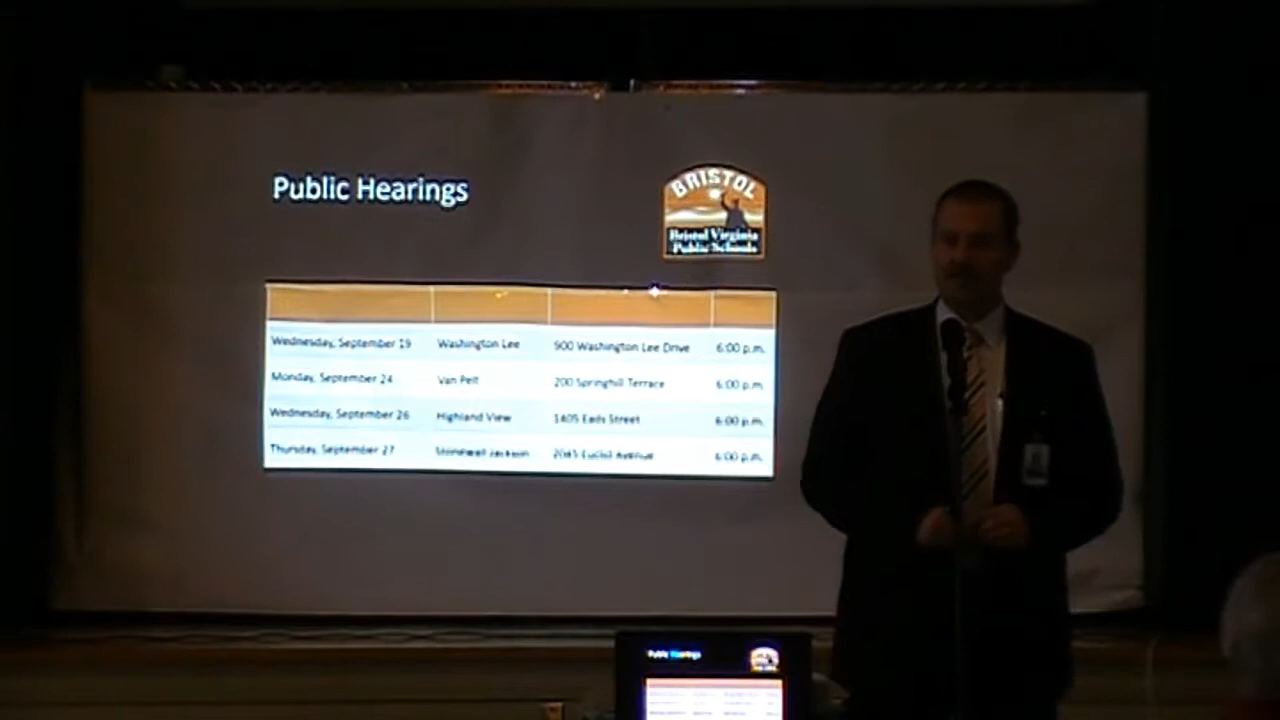 Public Hearings
BRISTOL
Bristol Virginia
Public Schools
Wednesday, September 19 Washington Lee 900 Washington Lee Drive 6:00 p.m.
Monday, September 24 Van Pelt 200 Springhill Terrace 6:00 p.m.
Wednesday, September 26 Highland View 1405 Eads Street 6:00 p.m.
Thursday, September 27 Stonewall Jackson Euclid Avenue 6:00 p.m.
Public Hearings